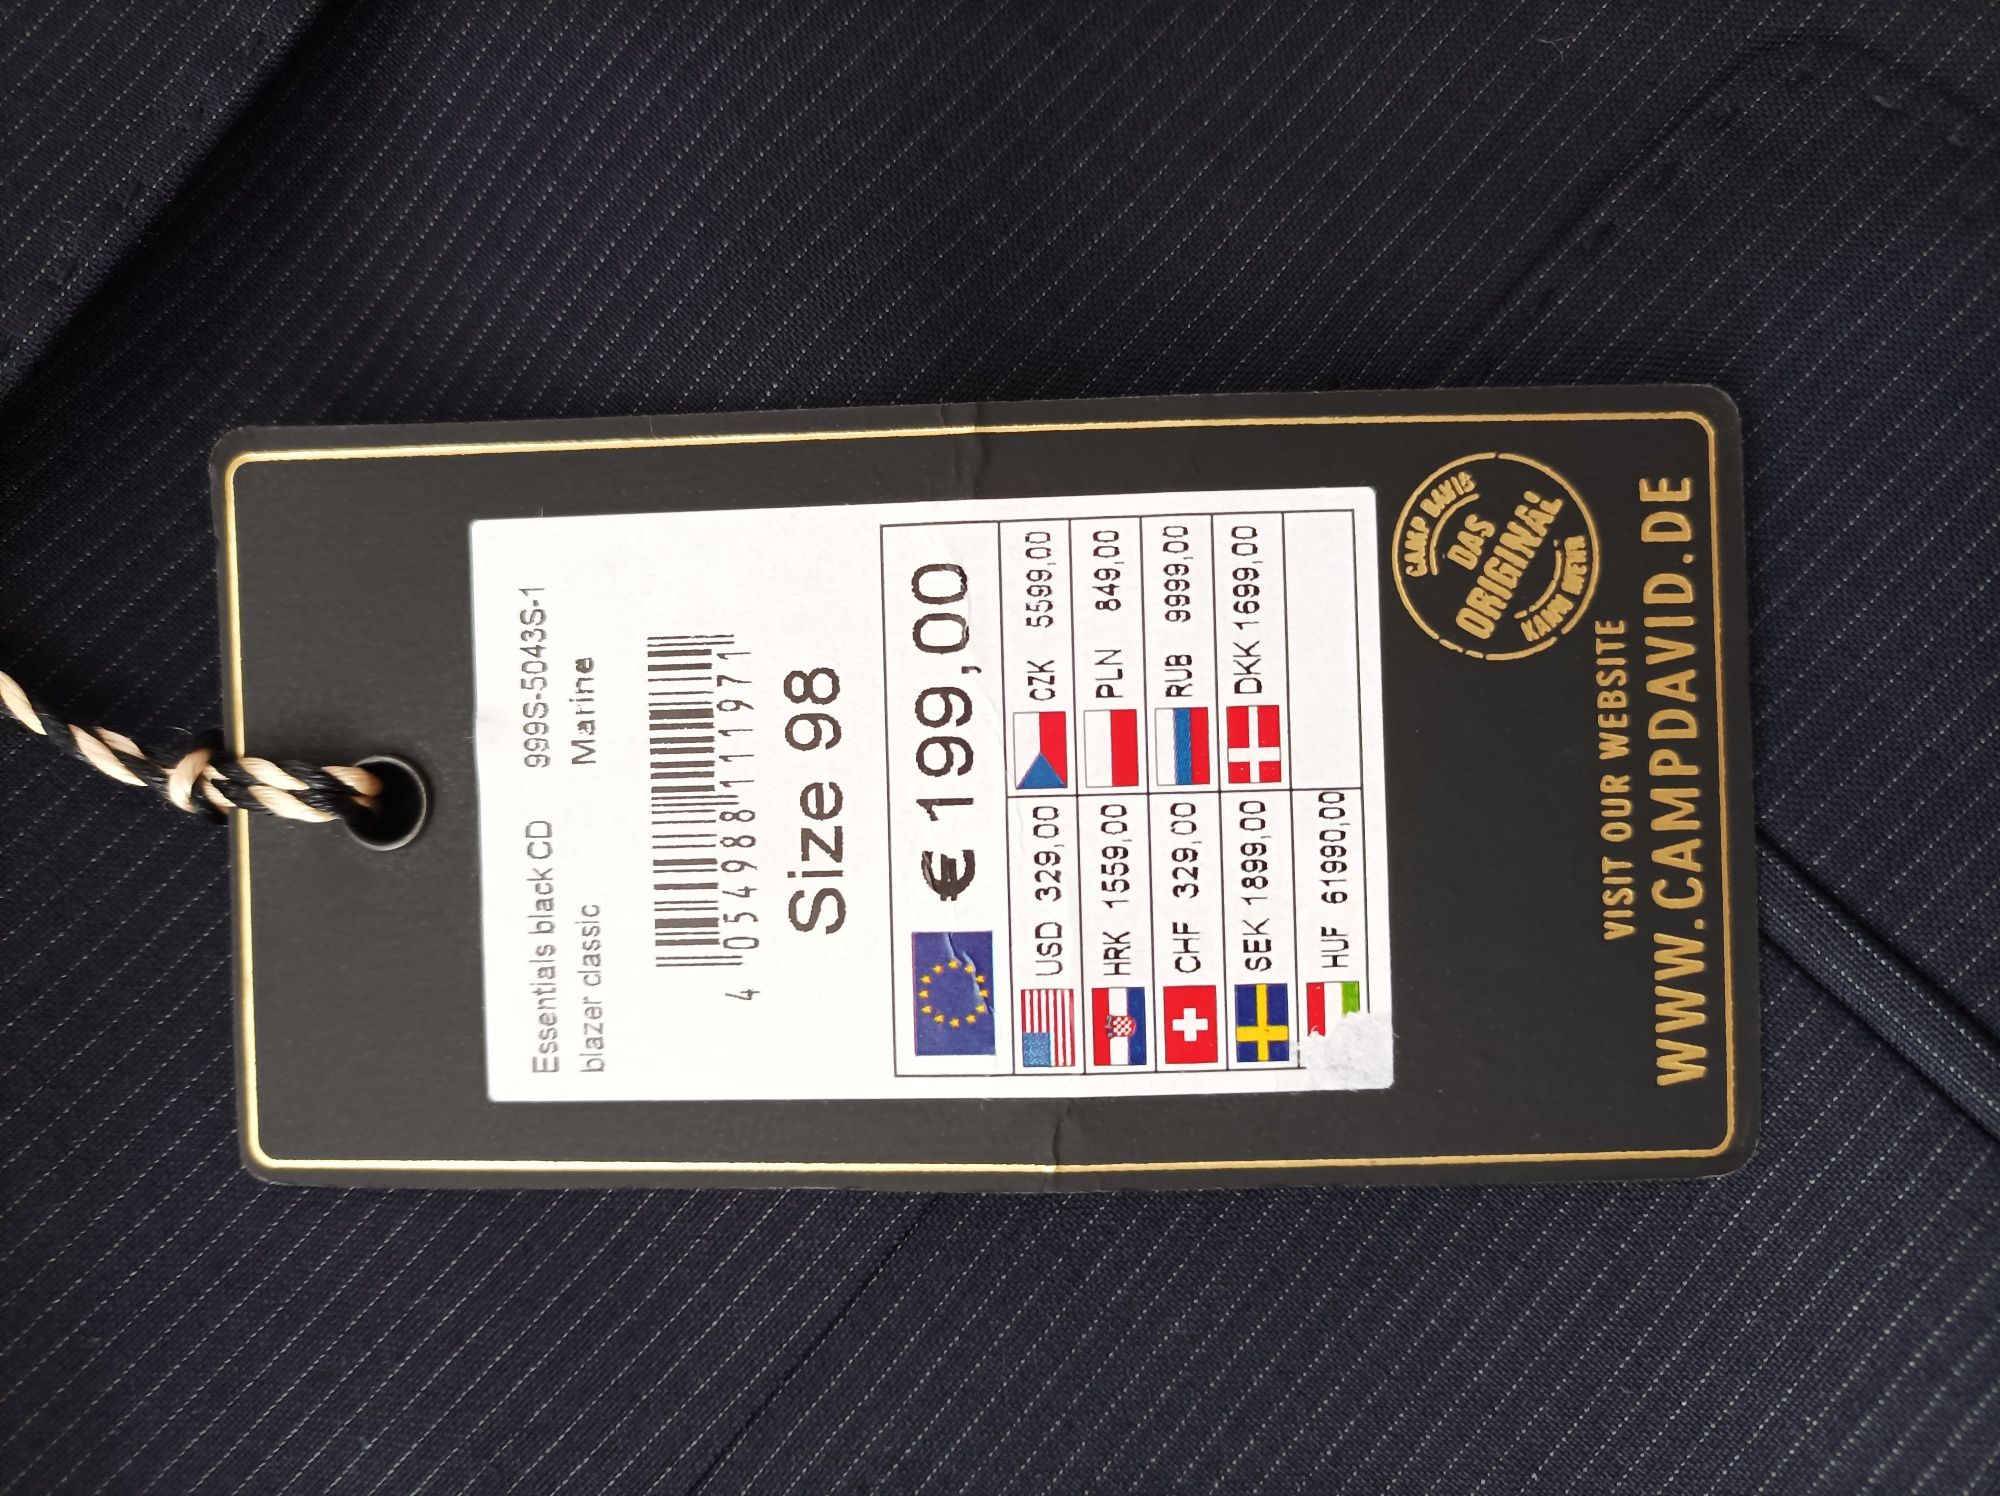 Essentials black CD 999S-5043S-1
blazer classic Marine
4 054988 111971
Size 98
€ 199,00
USD 329,00 CZK 5599,00
HRK 1559,00 PLN 849,00
CHF 329,00 RUB 9999,00
SEK 1899,00 DKK 1699,00
HUF 61990,00
CAMP DAVID
DAS
ORIGINAL
KANN MEHR
VISIT OUR WEBSITE
WWW.CAMPDAVID.DE